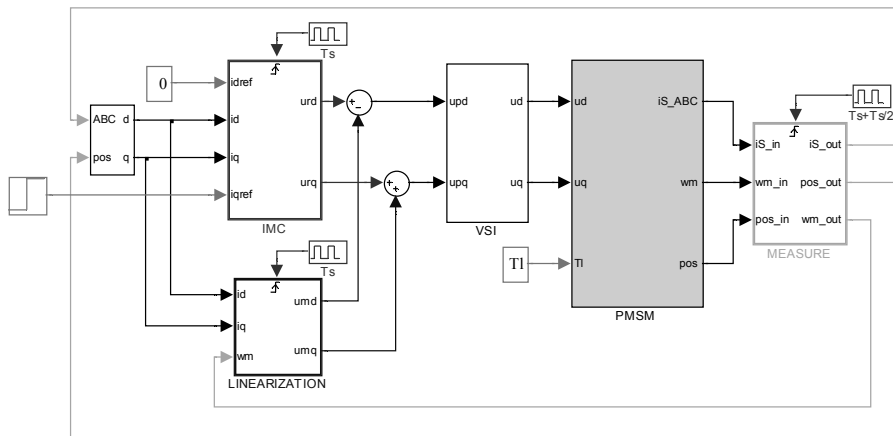 Ts
0
idref
id
iq
iqref
urd
urq
IMC
ABC
pos
d
q
+
−
+
+
upd
upq
ud
uq
VSI
ud
uq
Tl
iS_ABC
wm
pos
PMSM
Tl
Ts+Ts/2
iS_in
wm_in
pos_in
iS_out
pos_out
wm_out
MEASURE
Ts
id
iq
wm
umd
umq
LINEARIZATION